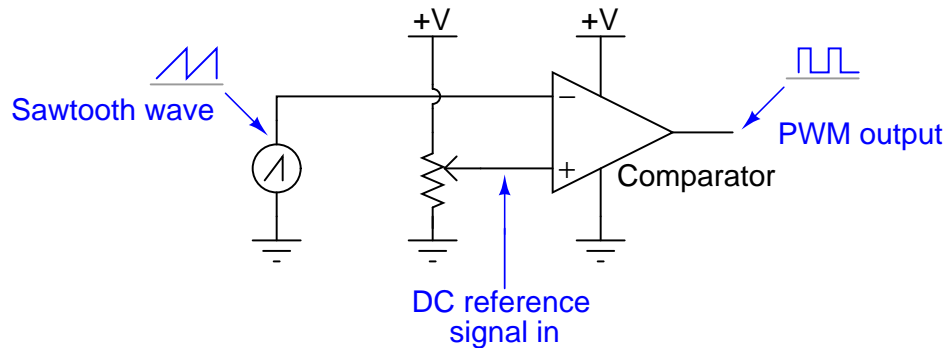 +V
+V
Sawtooth wave
−
+
PWM output
Comparator
DC reference
signal in